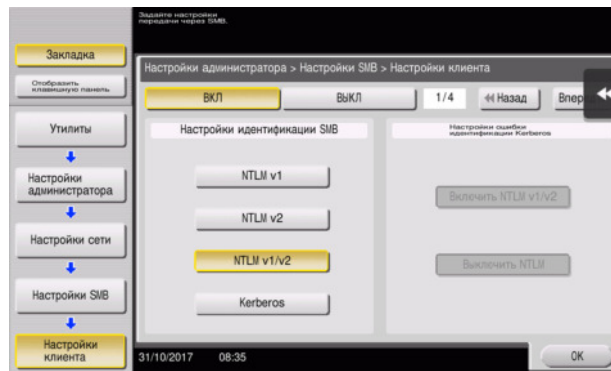 Задайте настройки
передачи через SMB.
Закладка
Отобразить
клавишную панель
Настройки администратора > Настройки SMB > Настройки клиента
ВКЛ
ВЫКЛ
1/4
Назад
Впер
Утилиты
Настройки
администратора
Настройки сети
Настройки SMB
Настройки
клиента
Настройки идентификации SMB
NTLM v1
NTLM v2
NTLM v1/v2
Kerberos
Настройки ошибки
идентификации Kerberos
Включить NTLM v1/v2
Выключить NTLM
31/10/2017 08:35
OK